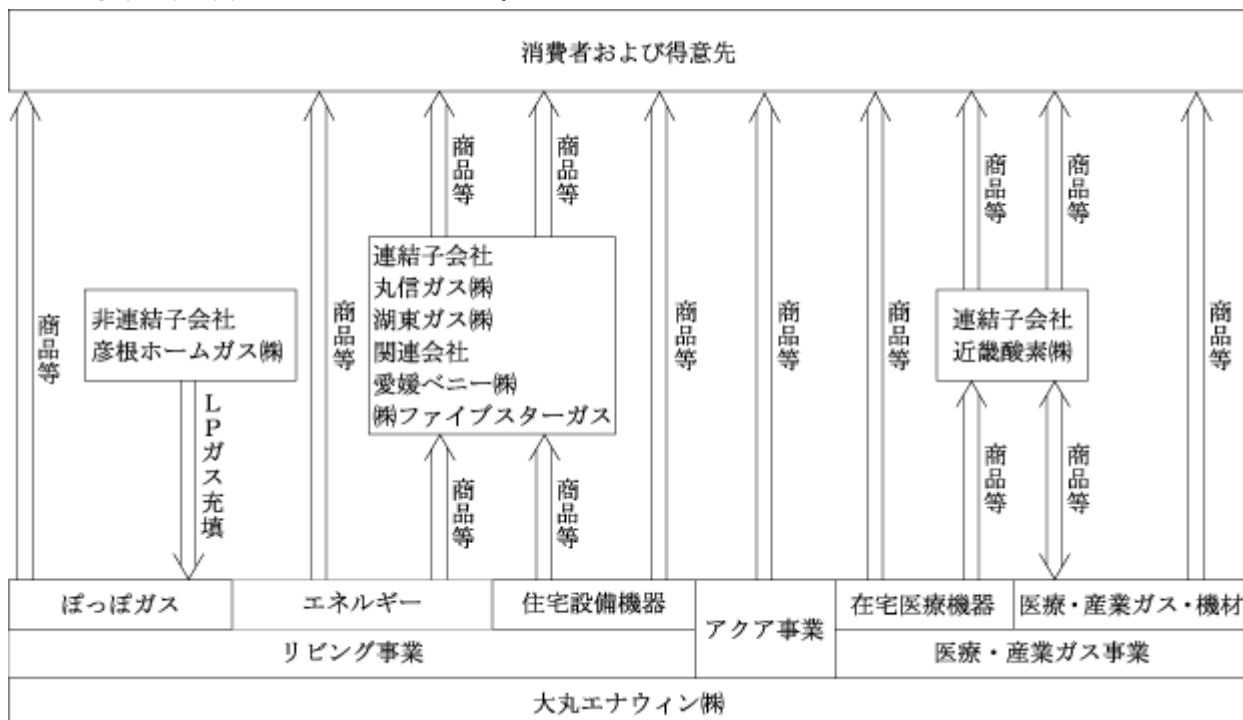 消費者および得意先
商品等
商品等
商品等
商品等
連結子会社
丸信ガス㈱
湖東ガス㈱
関連会社
愛媛ベニー㈱
㈱ファイブスターガス
非連結子会社
彦根ホームガス㈱
連結子会社
近畿酸素㈱
商品等
商品等
商品等
商品等
商品等
商品等
LPガス充填
商品等
商品等
商品等
商品等
ぽっぽガス
エネルギー
住宅設備機器
アクア事業
在宅医療機器
医療・産業ガス・機材
リビング事業
医療・産業ガス事業
大丸エナウィン㈱